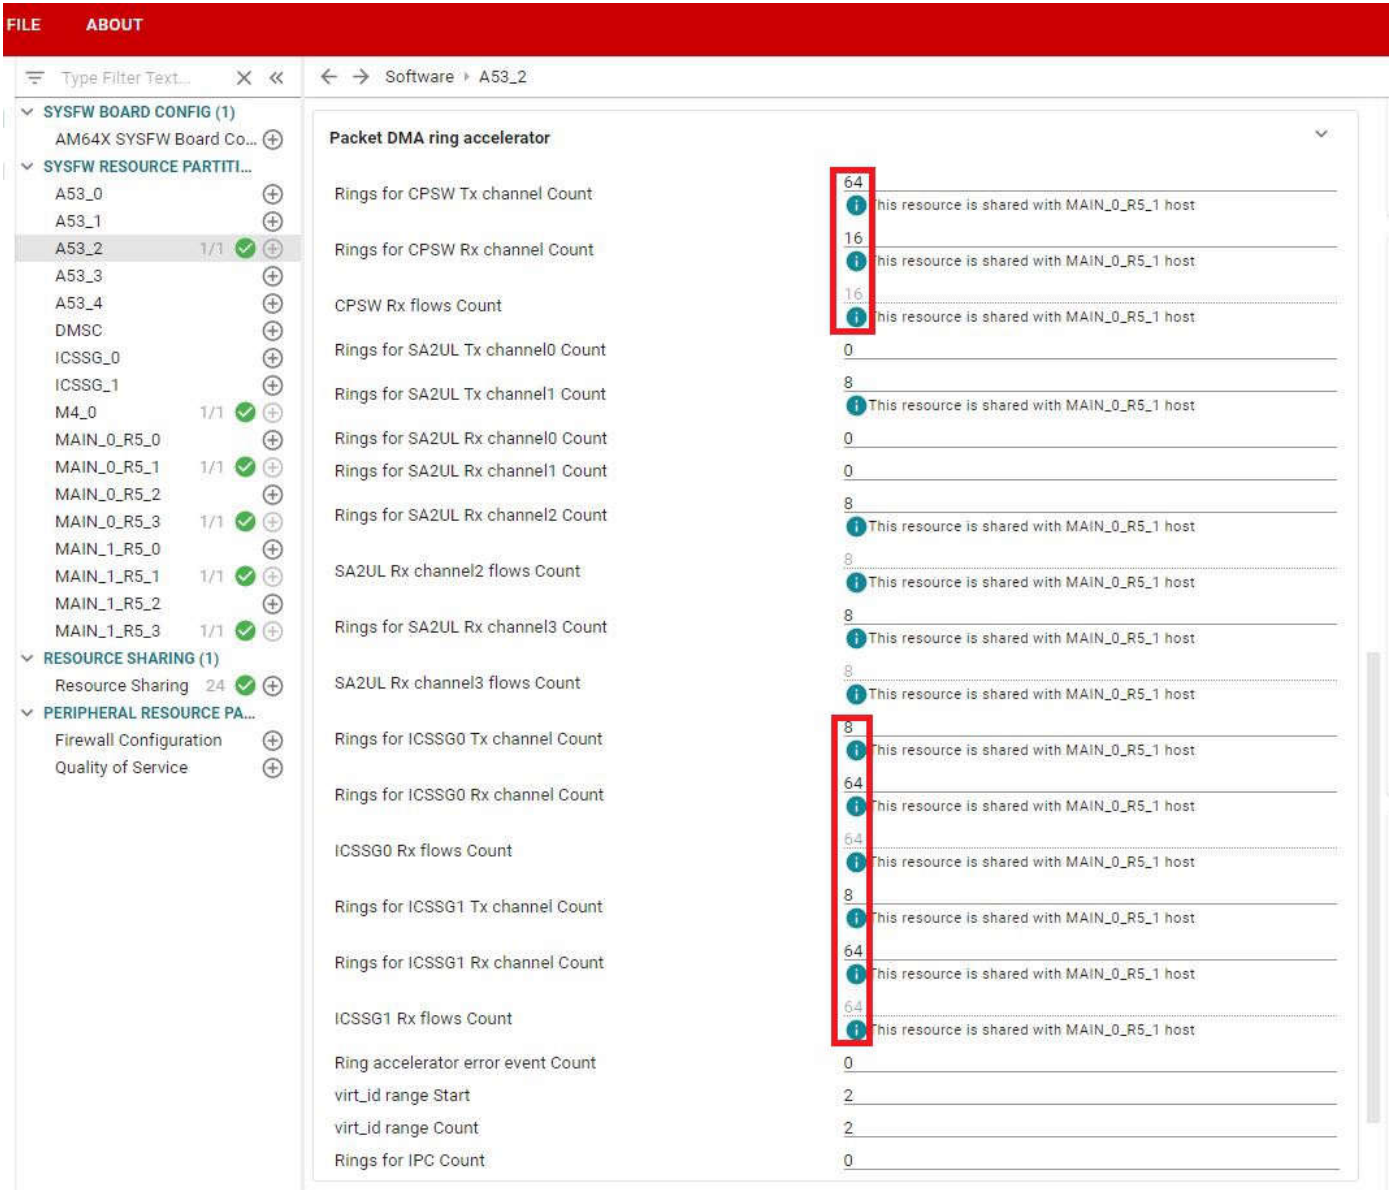 FILE ABOUT
Type Filter Text...
Software A53_2
SYSFW BOARD CONFIG (1)
AM64X SYSFW Board Co...
SYSFW RESOURCE PARTITI...
A53_0
A53_1
A53_2 1/1
A53_3
A53_4
DMSC
ICSSG_0
ICSSG_1
M4_0 1/1
MAIN_0_R5_0
MAIN_0_R5_1 1/1
MAIN_0_R5_2
MAIN_0_R5_3 1/1
MAIN_1_R5_0
MAIN_1_R5_1 1/1
MAIN_1_R5_2
MAIN_1_R5_3 1/1
RESOURCE SHARING (1)
Resource Sharing 24
PERIPHERAL RESOURCE PA...
Firewall Configuration
Quality of Service
Packet DMA ring accelerator
Rings for CPSW Tx channel Count 64
This resource is shared with MAIN_0_R5_1 host
Rings for CPSW Rx channel Count 16
This resource is shared with MAIN_0_R5_1 host
CPSW Rx flows Count 16
This resource is shared with MAIN_0_R5_1 host
Rings for SA2UL Tx channel0 Count 0
Rings for SA2UL Tx channel1 Count 8
This resource is shared with MAIN_0_R5_1 host
Rings for SA2UL Rx channel0 Count 0
Rings for SA2UL Rx channel1 Count 0
Rings for SA2UL Rx channel2 Count 8
This resource is shared with MAIN_0_R5_1 host
SA2UL Rx channel2 flows Count 8
This resource is shared with MAIN_0_R5_1 host
Rings for SA2UL Rx channel3 Count 8
This resource is shared with MAIN_0_R5_1 host
SA2UL Rx channel3 flows Count 8
This resource is shared with MAIN_0_R5_1 host
Rings for ICSSG0 Tx channel Count 8
This resource is shared with MAIN_0_R5_1 host
Rings for ICSSG0 Rx channel Count 64
This resource is shared with MAIN_0_R5_1 host
ICSSG0 Rx flows Count 64
This resource is shared with MAIN_0_R5_1 host
Rings for ICSSG1 Tx channel Count 8
This resource is shared with MAIN_0_R5_1 host
Rings for ICSSG1 Rx channel Count 64
This resource is shared with MAIN_0_R5_1 host
ICSSG1 Rx flows Count 64
This resource is shared with MAIN_0_R5_1 host
Ring accelerator error event Count 0
virt_id range Start 2
virt_id range Count 2
Rings for IPC Count 0